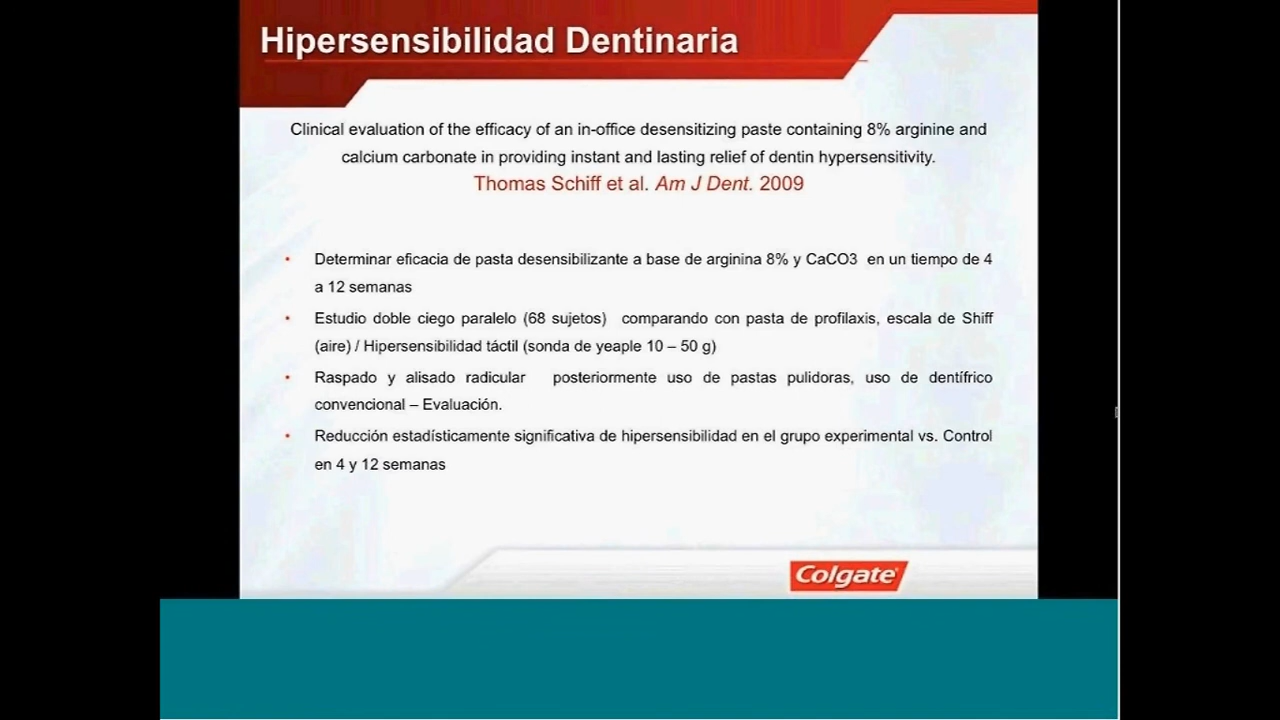 Hipersensibilidad Dentinaria
Clinical evaluation of the efficacy of an in-office desensitizing paste containing 8% arginine and
calcium carbonate in providing instant and lasting relief of dentin hypersensitivity.
Thomas Schiff et al. Am J Dent. 2009
• Determinar eficacia de pasta desensibilizante a base de arginina 8% y CaCO3 en un tiempo de 4
a 12 semanas
• Estudio doble ciego paralelo (68 sujetos) comparando con pasta de profilaxis, escala de Shiff
(aire) / Hipersensibilidad táctil (sonda de yeaple 10 – 50 g)
• Raspado y alisado radicular posteriormente uso de pastas pulidoras, uso de dentífrico
convencional – Evaluación.
• Reducción estadísticamente significativa de hipersensibilidad en el grupo experimental vs. Control
en 4 y 12 semanas
Colgate®